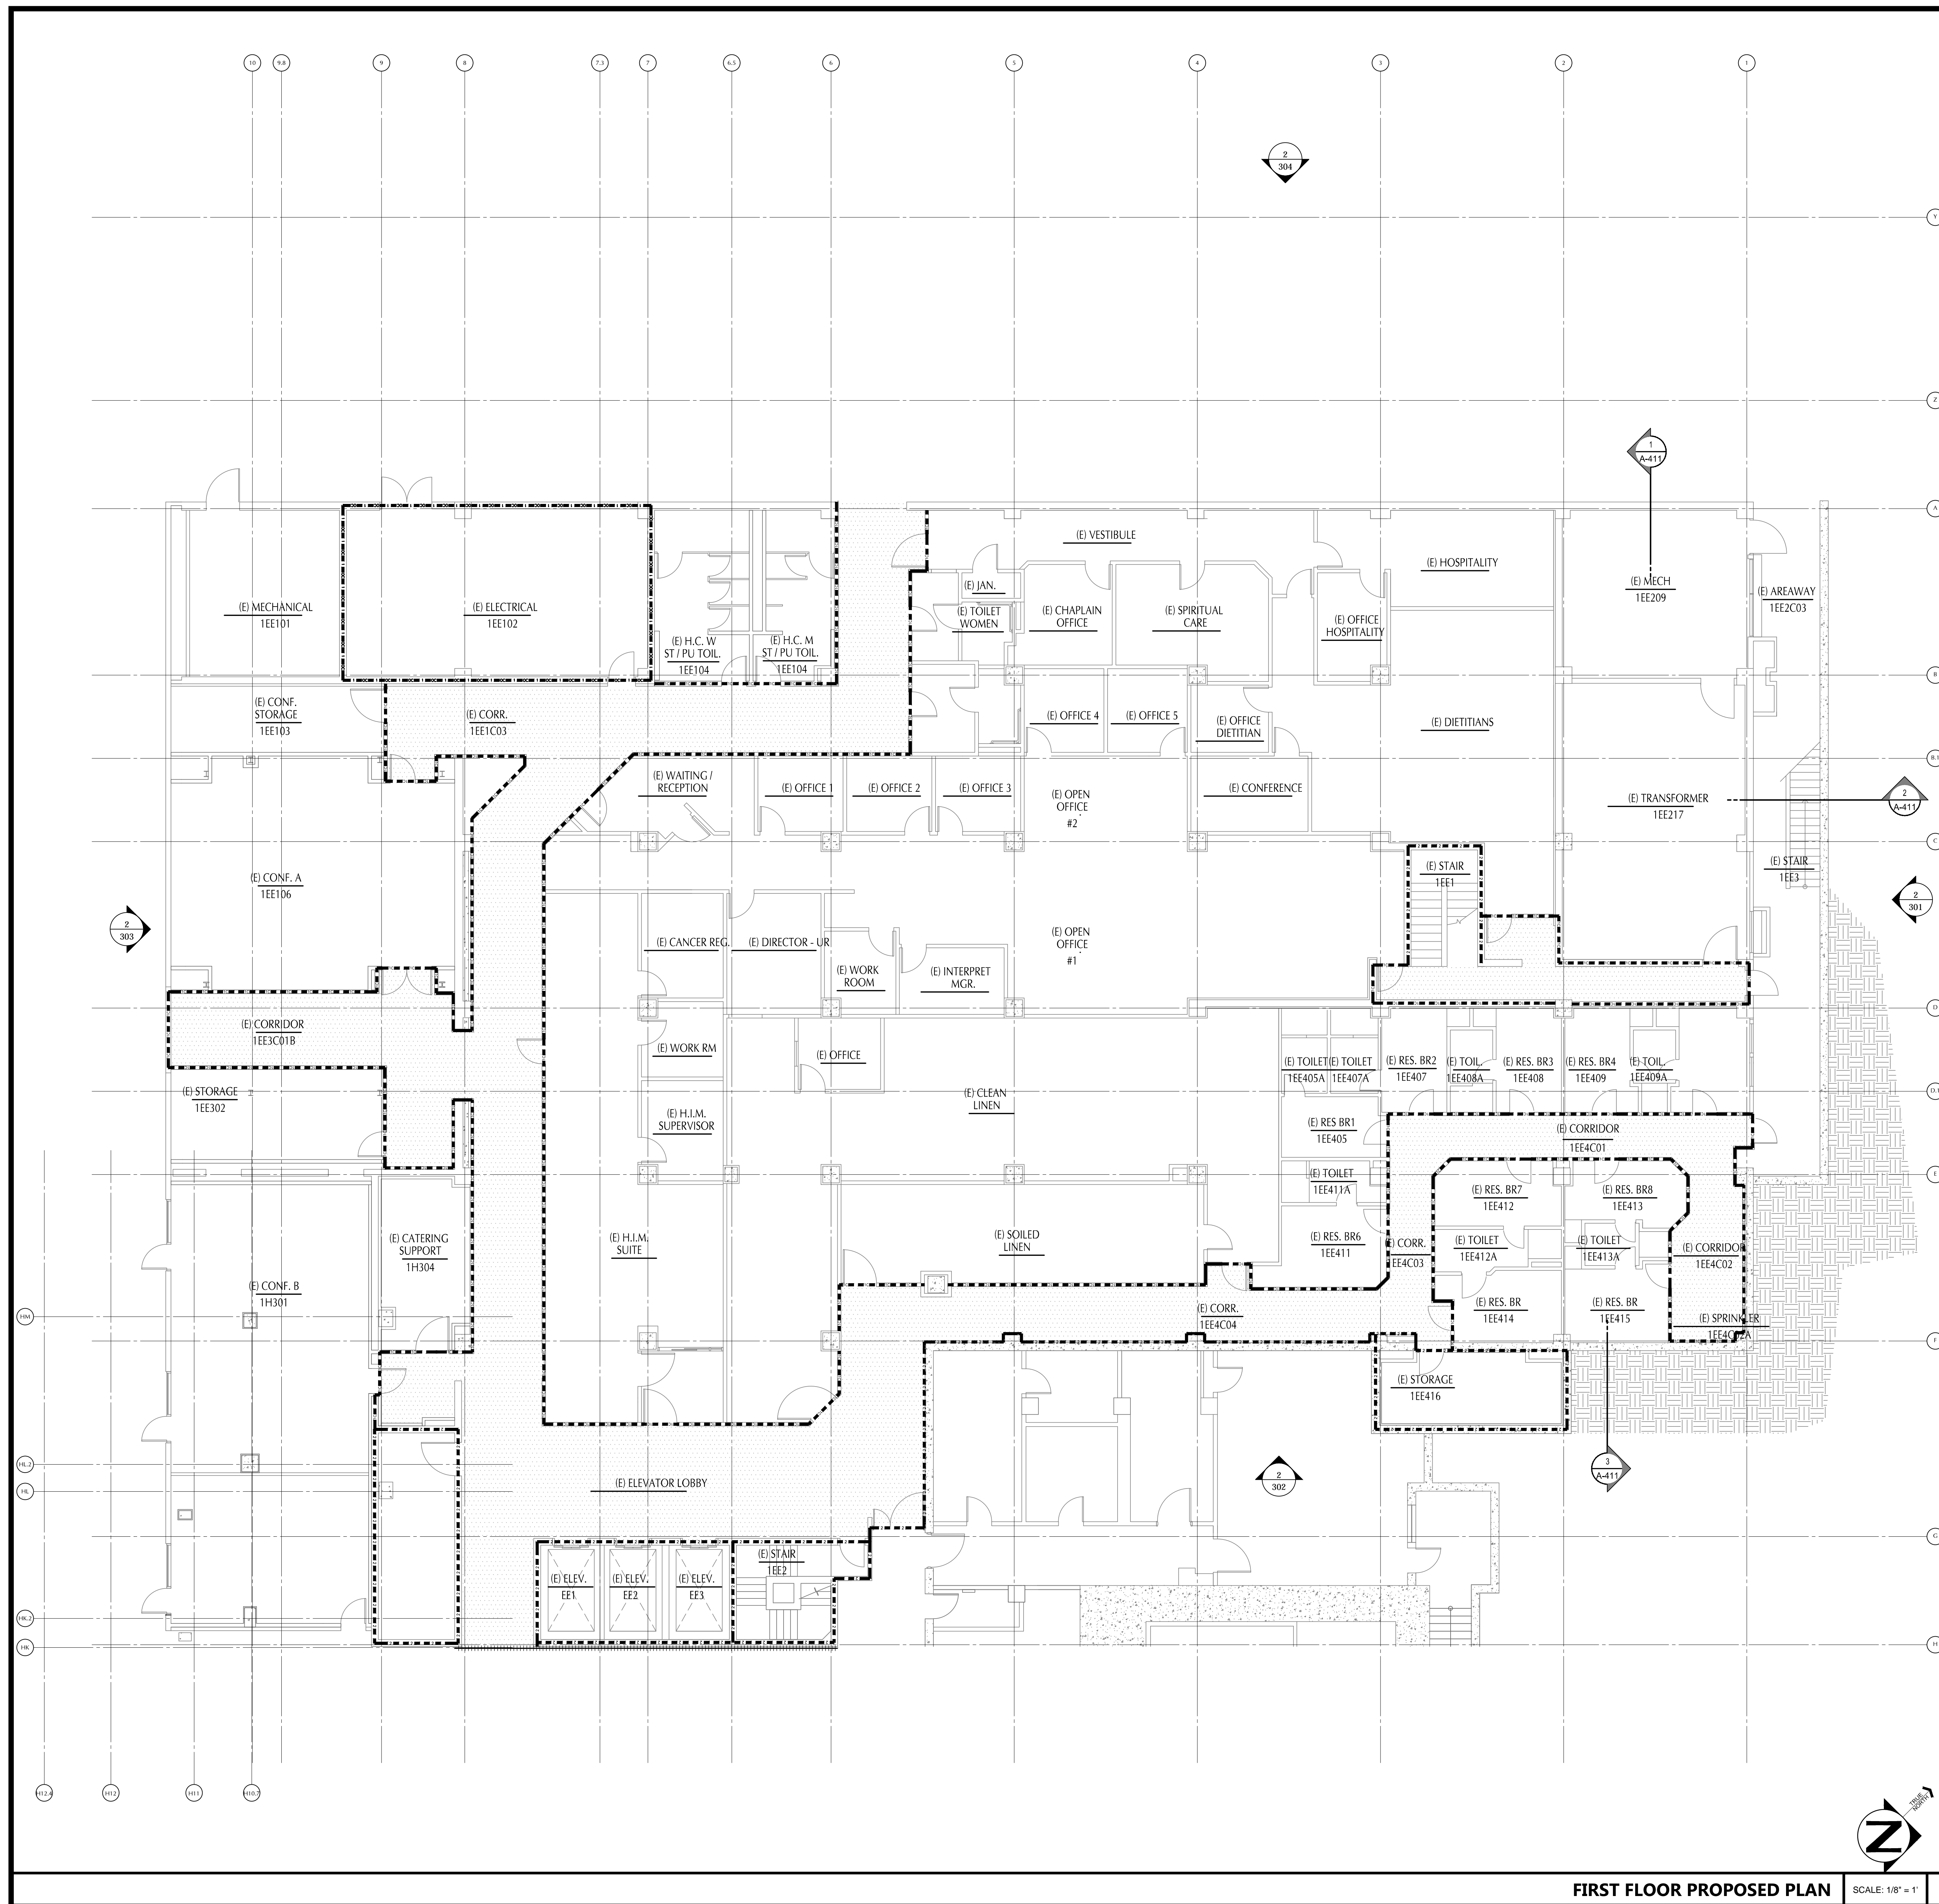 10
9.8
9
8
7.3
7
6.5
6
5
4
3
2
1
2
304
Y
Z
1
A-411
A
(E) VESTIBULE
(E) HOSPITALITY
(E) MECH
1EE209
(E) AREAWAY
1EE2C03
(E) MECHANICAL
1EE101
(E) ELECTRICAL
1EE102
(E) JAN.
(E) TOILET
WOMEN
(E) CHAPLAIN
OFFICE
(E) SPIRITUAL
CARE
(E) OFFICE
HOSPITALITY
(E) H.C. W
ST / PU TOIL.
1EE104
(E) H.C. M
ST / PU TOIL.
1EE104
B
(E) CONF.
STORAGE
1EE103
(E) CORR.
1EE1C03
(E) OFFICE 4
(E) OFFICE 5
(E) OFFICE
DIETITIAN
(E) DIETITIANS
B.1
(E) WAITING /
RECEPTION
(E) OFFICE 1
(E) OFFICE 2
(E) OFFICE 3
(E) OPEN
OFFICE
#2
(E) CONFERENCE
(E) TRANSFORMER
1EE217
2
A-411
C
(E) CONF. A
1EE106
(E) STAIR
1EE1
(E) STAIR
1EE3
2
303
2
301
(E) CANCER REG.
(E) DIRECTOR - UR
(E) WORK
ROOM
(E) INTERPRET
MGR.
(E) OPEN
OFFICE
#1
D
(E) CORRIDOR
1EE3C01B
(E) WORK RM
(E) OFFICE
(E) TOILET
1EE405A
(E) TOILET
1EE407A
(E) RES. BR2
1EE407
(E) TOIL.
1EE408A
(E) RES. BR3
1EE408
(E) RES. BR4
1EE409
(E) TOIL.
1EE409A
D.1
(E) STORAGE
1EE302
(E) H.I.M.
SUPERVISOR
(E) CLEAN
LINEN
(E) RES BR1
1EE405
(E) CORRIDOR
1EE4C01
E
(E) TOILET
1EE411A
(E) RES. BR7
1EE412
(E) RES. BR8
1EE413
(E) CATERING
SUPPORT
1H304
(E) H.I.M.
SUITE
(E) SOILED
LINEN
(E) RES. BR6
1EE411
(E) CORR.
1EE4C03
(E) TOILET
1EE412A
(E) TOILET
1EE413A
(E) CORRIDOR
1EE4C02
(E) CONF. B
1H301
(E) CORR.
1EE4C04
(E) RES. BR
1EE414
(E) RES. BR
1EE415
(E) SPRINKLER
1EE4C02A
HM
F
(E) STORAGE
1EE416
HL.2
HL
(E) ELEVATOR LOBBY
2
302
3
A-411
G
(E) ELEV.
EE1
(E) ELEV.
EE2
(E) ELEV.
EE3
(E) STAIR
1EE2
HK.2
HK
H
H12.4
H12
H11
H10.7
TRUE
NORTH
N
FIRST FLOOR PROPOSED PLAN
SCALE: 1/8" = 1'